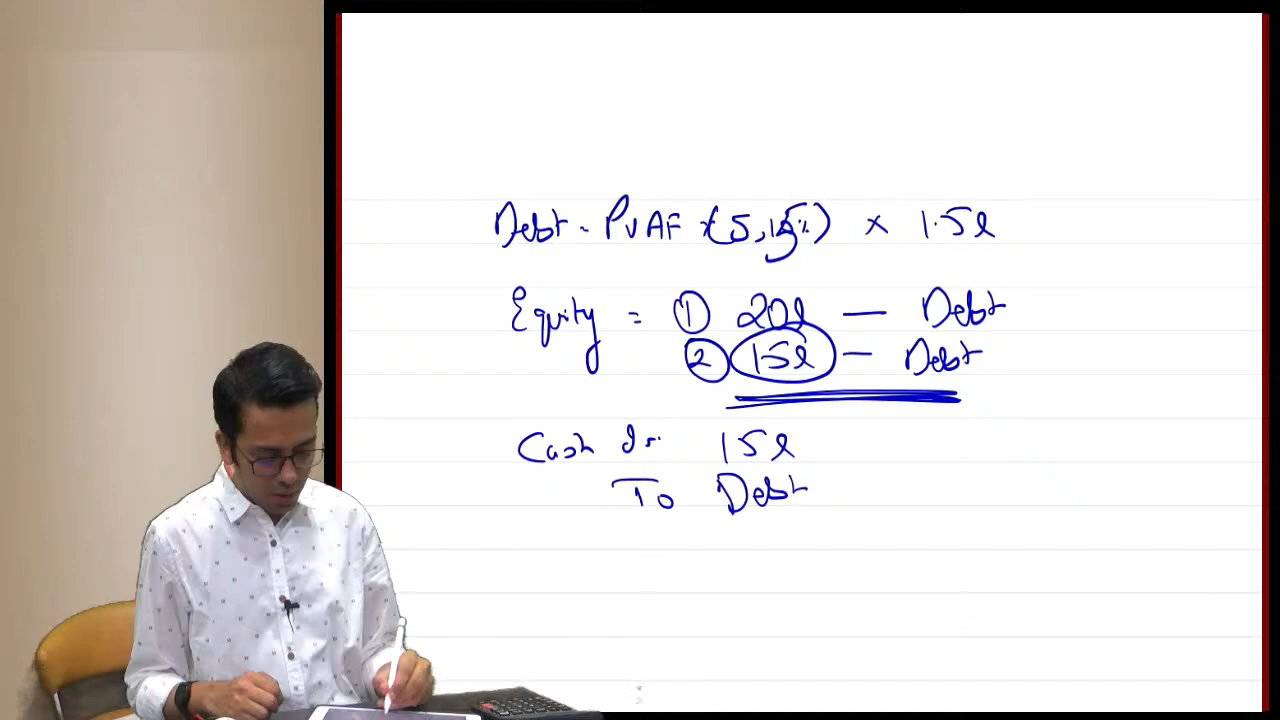 Debt = PVAF (5,15%) × 1.5l
Equity = ① 20l — Debt
② 15l — Debt
Cash Dr. 15l
To Debt